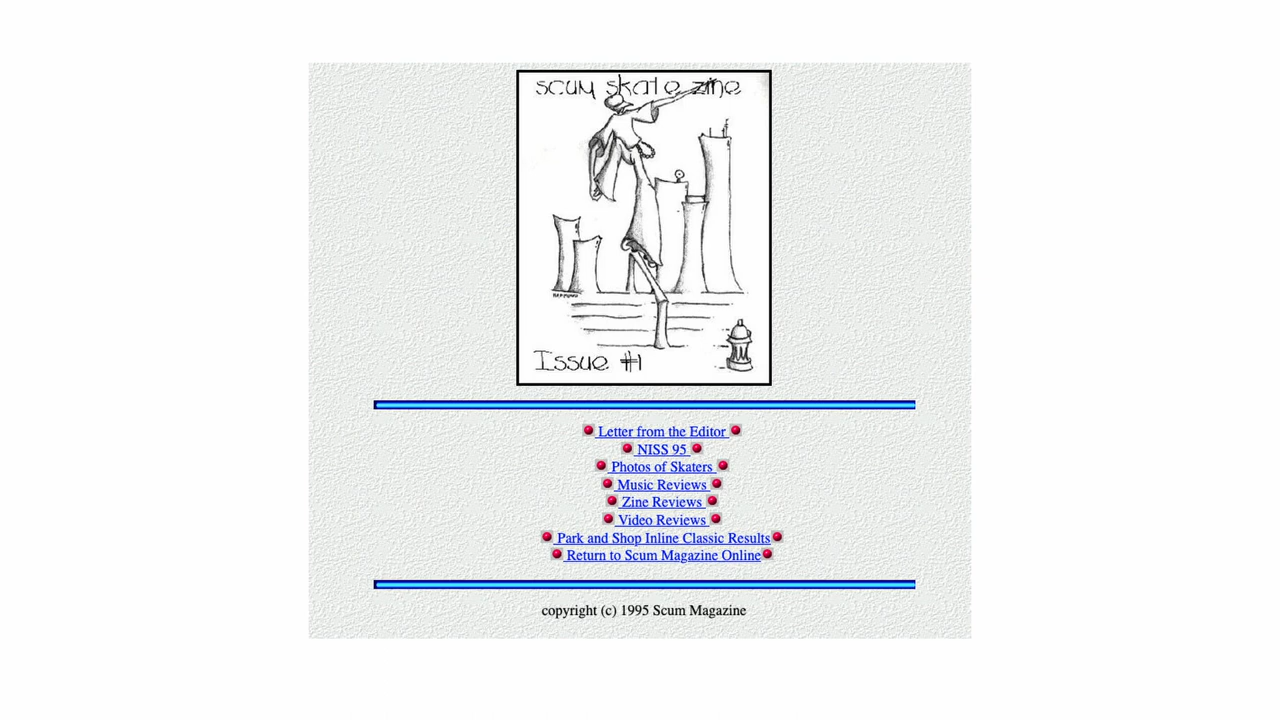 scum skate zine
Issue #1
Letter from the Editor
NISS 95
Photos of Skaters
Music Reviews
Zine Reviews
Video Reviews
Park and Shop Inline Classic Results
Return to Scum Magazine Online
copyright (c) 1995 Scum Magazine